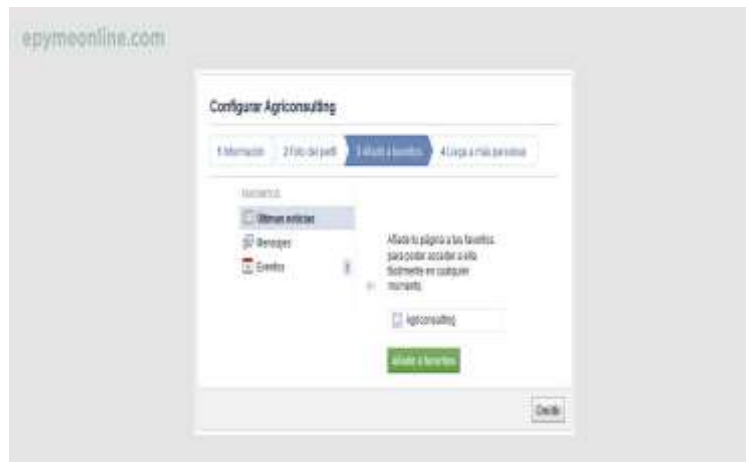 epymeonline.com
Configurar Agriconsulting
1 Información 2 Foto del perfil 3 Añadir a favoritos 4 Llega a más personas
FAVORITOS
Últimas noticias
Mensajes
Eventos
Añade tu página a tus favoritos
para poder acceder a ella
fácilmente en cualquier
momento.
Agriconsulting
Añadir a favoritos
Omitir